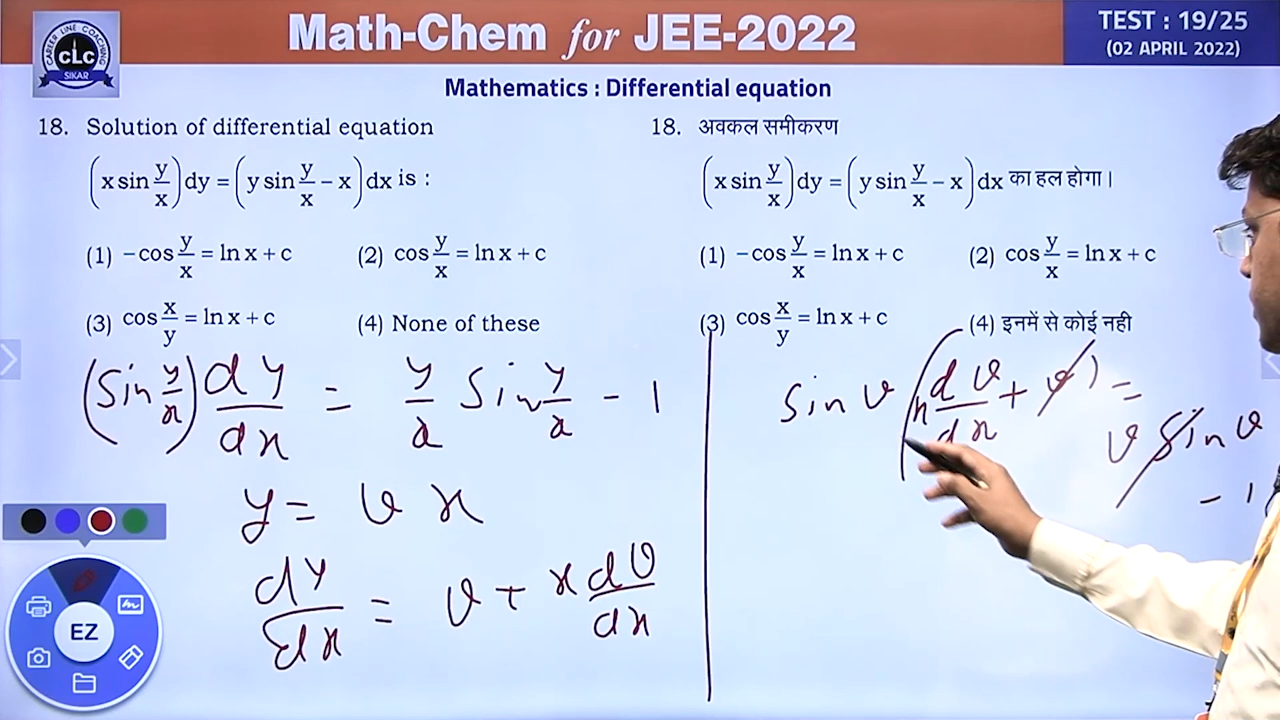 CAREER LINE COACHING
CLC
SIKAR
Math-Chem for JEE-2022
TEST : 19/25
(02 APRIL 2022)
Mathematics : Differential equation
18. Solution of differential equation
(x sin y/x) dy = (y sin y/x − x) dx is :
(1) −cos y/x = ln x + c (2) cos y/x = ln x + c
(3) cos x/y = ln x + c (4) None of these
(Sin y/x) dy/dx = y/x Sin y/x − 1
y = v x
dy/dx = v + x dv/dx
18. अवकल समीकरण
(x sin y/x) dy = (y sin y/x − x) dx का हल होगा।
(1) −cos y/x = ln x + c (2) cos y/x = ln x + c
(3) cos x/y = ln x + c (4) इनमें से कोई नही
Sin v (x dv/dx + v) =
v Sin v
− 1
EZ